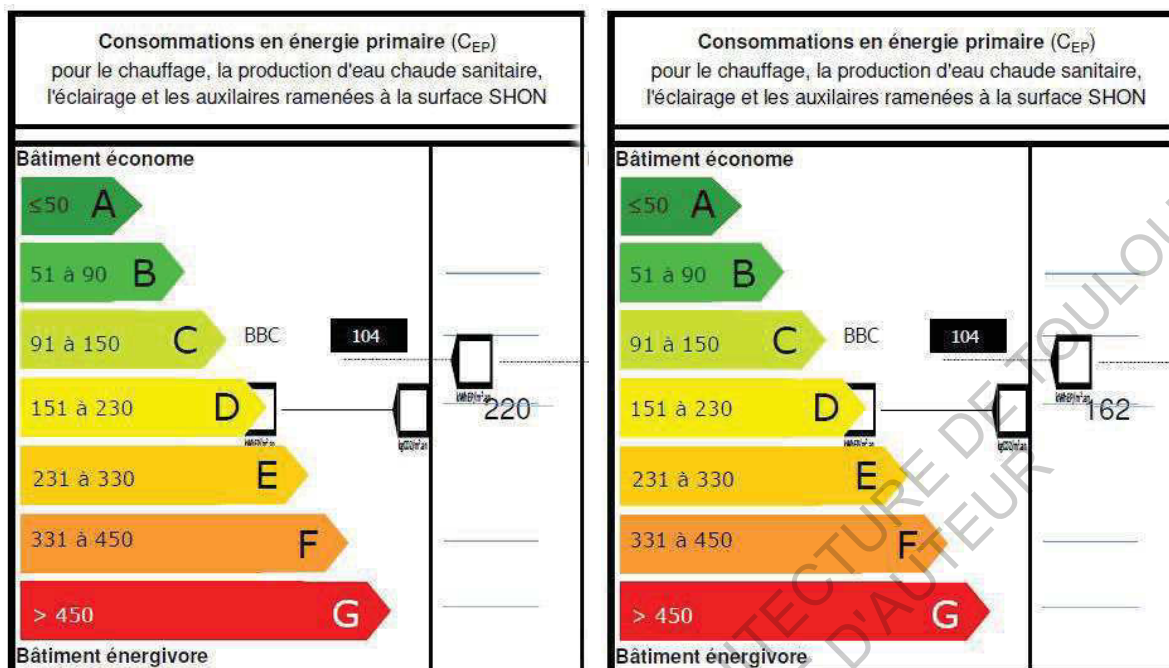 Consommations en énergie primaire (CEP)
pour le chauffage, la production d'eau chaude sanitaire,
l'éclairage et les auxilaires ramenées à la surface SHON
Bâtiment économe
≤50 A
51 à 90 B
91 à 150 C BBC 104
151 à 230 D 220
231 à 330 E
331 à 450 F
> 450 G
Bâtiment énergivore
Consommations en énergie primaire (CEP)
pour le chauffage, la production d'eau chaude sanitaire,
l'éclairage et les auxilaires ramenées à la surface SHON
Bâtiment économe
≤50 A
51 à 90 B
91 à 150 C BBC 104
151 à 230 D 162
231 à 330 E
331 à 450 F
> 450 G
Bâtiment énergivore
D'AUTEUR